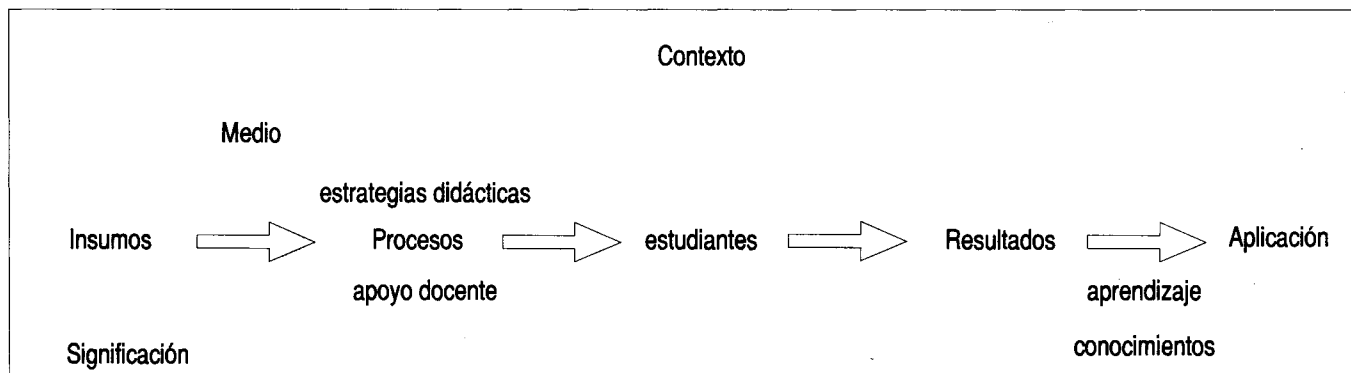 Contexto
Medio
estrategias didácticas
Insumos Procesos estudiantes Resultados Aplicación
apoyo docente aprendizaje
Significación conocimientos